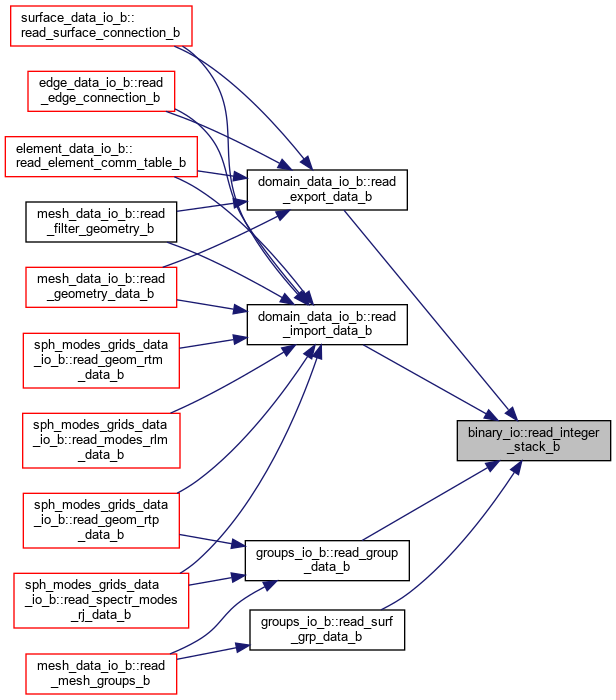 surface_data_io_b::
read_surface_connection_b
edge_data_io_b::read
_edge_connection_b
element_data_io_b::
read_element_comm_table_b
mesh_data_io_b::read
_filter_geometry_b
mesh_data_io_b::read
_geometry_data_b
sph_modes_grids_data
_io_b::read_geom_rtm
_data_b
sph_modes_grids_data
_io_b::read_modes_rlm
_data_b
sph_modes_grids_data
_io_b::read_geom_rtp
_data_b
sph_modes_grids_data
_io_b::read_spectr_modes
_rj_data_b
mesh_data_io_b::read
_mesh_groups_b
domain_data_io_b::read
_export_data_b
domain_data_io_b::read
_import_data_b
groups_io_b::read_group
_data_b
groups_io_b::read_surf
_grp_data_b
binary_io::read_integer
_stack_b